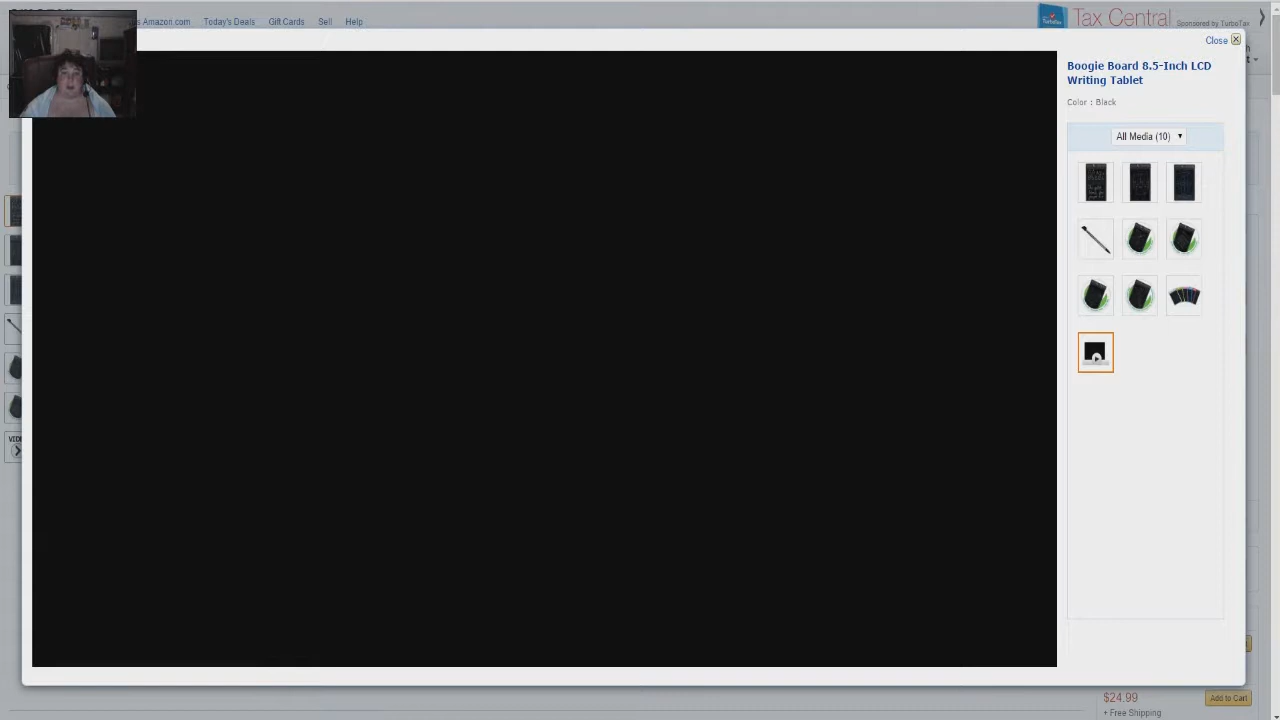 Amazon.com Today's Deals Gift Cards Sell Help
TurboTax
Tax Central Sponsored by TurboTax
Close
Boogie Board 8.5-Inch LCD
Writing Tablet
Color : Black
All Media (10)
$24.99 Add to Cart
+ Free Shipping